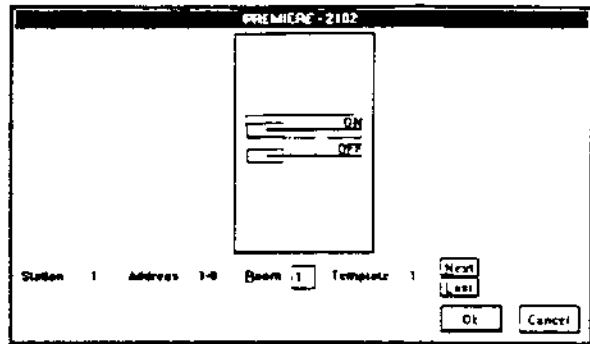 PREMIERE - 2102
ON
OFF
Station 1 Address 1-0 Room 1 Template 1
Next
Last
Ok Cancel